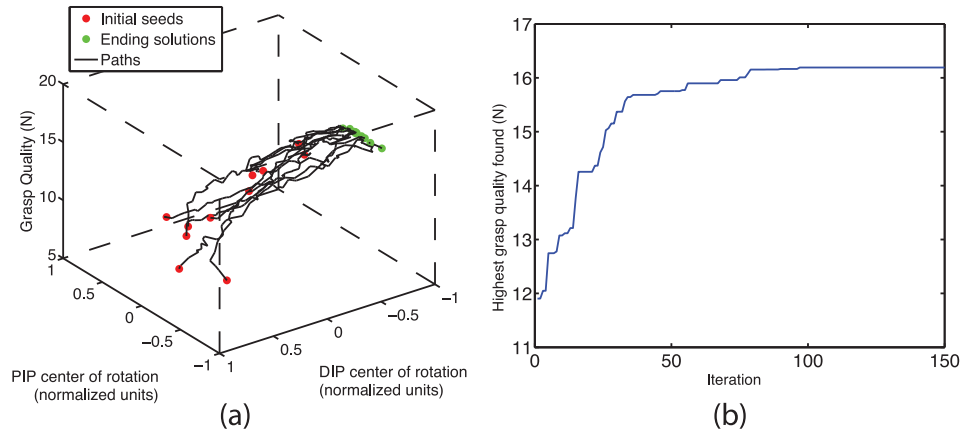 Initial seeds
Ending solutions
Paths
Grasp Quality (N)
20
15
10
5
1
0.5
0
−0.5
−1
PIP center of rotation
(normalized units)
1
0.5
0
−0.5
−1
DIP center of rotation
(normalized units)
(a)
Highest grasp quality found (N)
17
16
15
14
13
12
11
0
50
100
150
Iteration
(b)